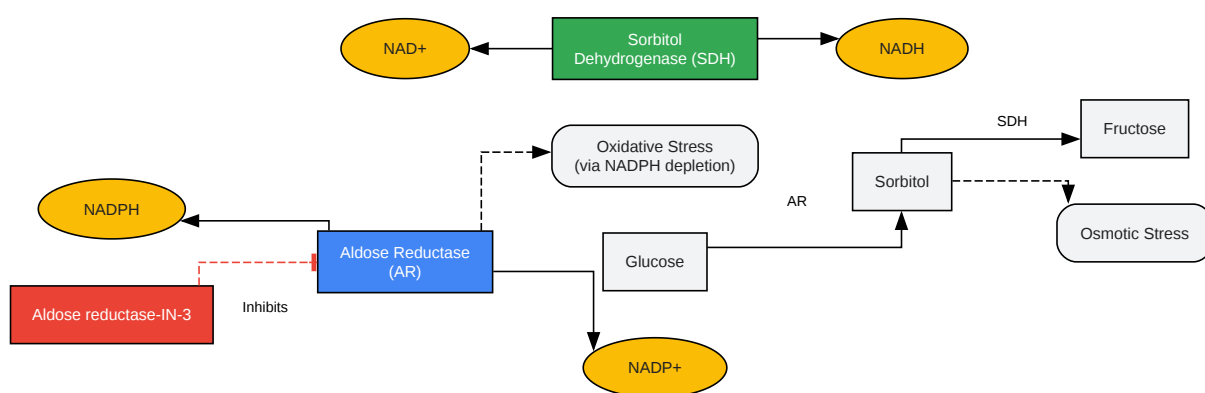 NAD+
Sorbitol
Dehydrogenase (SDH)
NADH
SDH
Fructose
Oxidative Stress
(via NADPH depletion)
Sorbitol
AR
NADPH
Osmotic Stress
Aldose Reductase
(AR)
Glucose
Inhibits
Aldose reductase-IN-3
NADP+